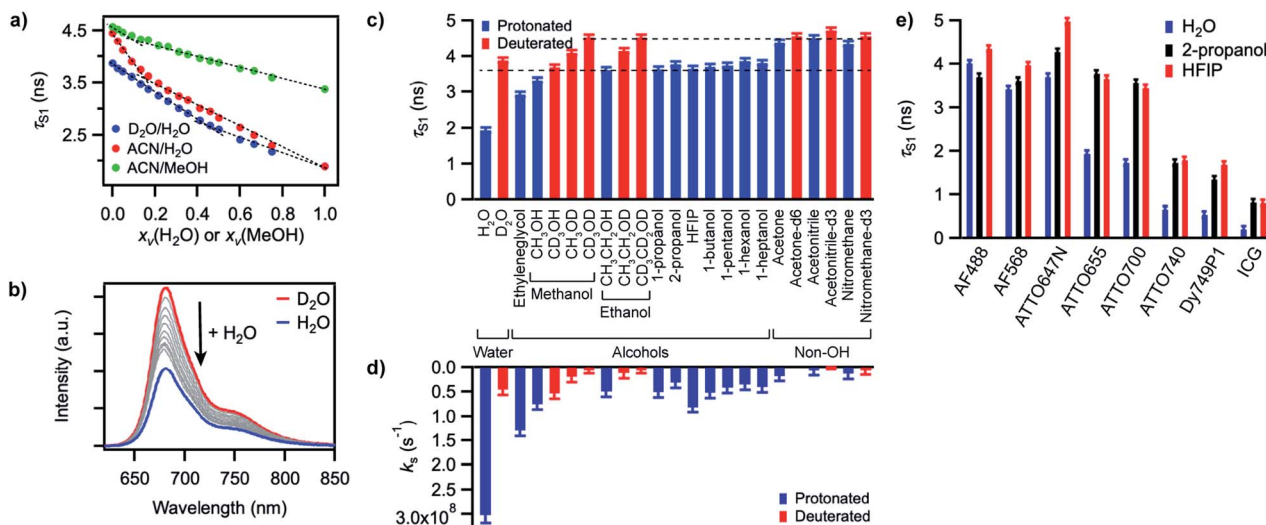 a)
4.5
3.5
2.5
τS1 (ns)
D2O/H2O
ACN/H2O
ACN/MeOH
0.0 0.2 0.4 0.6 0.8 1.0
xv(H2O) or xv(MeOH)
b)
D2O
H2O
+ H2O
Intensity (a.u.)
650 700 750 800 850
Wavelength (nm)
c)
Protonated
Deuterated
5
4
3
2
1
0
τS1 (ns)
H2O
D2O
Ethyleneglyol
CH3OH
CD3OH
CH3OD
CD3OD
CH3CH2OH
CH3CH2OD
CD3CD2OD
1-propanol
2-propanol
HFIP
1-butanol
1-pentanol
1-hexanol
1-heptanol
Acetone
Acetone-d6
Acetonitrile
Acetonitrile-d3
Nitromethane
Nitromethane-d3
Methanol
Ethanol
Water Alcohols Non-OH
d)
0.0
0.5
1.0
1.5
2.0
2.5
3.0x10^8
ks (s^-1)
Protonated
Deuterated
e)
H2O
2-propanol
HFIP
5
4
3
2
1
0
τS1 (ns)
AF488
AF568
ATTO647N
ATTO655
ATTO700
ATTO740
Dy749P1
ICG